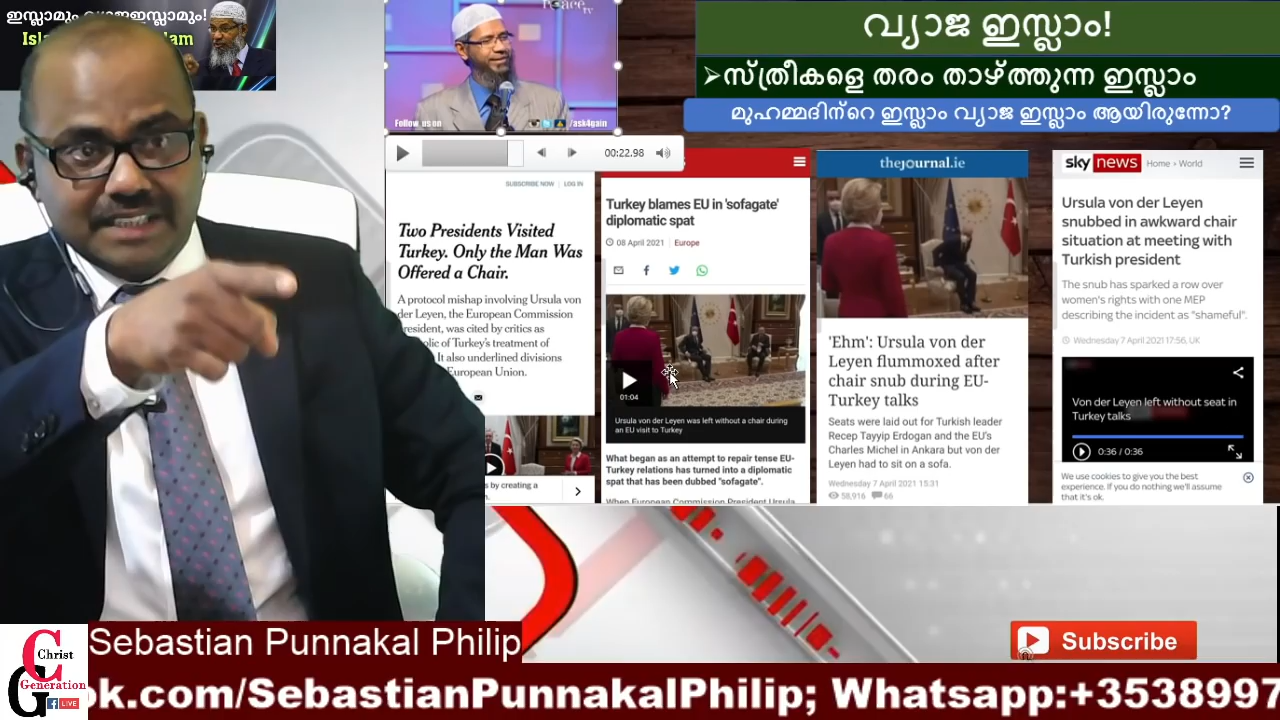 ഇസ്ലാമും വ്യാജഇസ്ലാമും!
Follow us on
/ask4gain
വ്യാജ ഇസ്ലാം!
➢സ്ത്രീകളെ തരം താഴ്ത്തുന്ന ഇസ്ലാം
മുഹമ്മദിന്റെ ഇസ്ലാം വ്യാജ ഇസ്ലാം ആയിരുന്നോ?
00:22.98
SUBSCRIBE NOW | LOG IN
Two Presidents Visited
Turkey. Only the Man Was
Offered a Chair.
A protocol mishap involving Ursula von
der Leyen, the European Commission
resident, was cited by critics as
olic of Turkey's treatment of
It also underlined divisions
European Union.
s by creating a
Turkey blames EU in 'sofagate'
diplomatic spat
08 April 2021 | Europe
01:04
Ursula von der Leyen was left without a chair during
an EU visit to Turkey
What began as an attempt to repair tense EU-
Turkey relations has turned into a diplomatic
spat that has been dubbed "sofagate".
When European Commission President Ursula
thejournal.ie
'Ehm': Ursula von der
Leyen flummoxed after
chair snub during EU-
Turkey talks
Seats were laid out for Turkish leader
Recep Tayyip Erdogan and the EU's
Charles Michel in Ankara but von der
Leyen had to sit on a sofa.
Wednesday 7 April 2021 15:31
58,916 66
sky news Home › World
Ursula von der Leyen
snubbed in awkward chair
situation at meeting with
Turkish president
The snub has sparked a row over
women's rights with one MEP
describing the incident as "shameful".
Wednesday 7 April 2021 17:56, UK
Von der Leyen left without seat in
Turkey talks
0:36 / 0:36
We use cookies to give you the best
experience. If you do nothing we'll assume
that it's ok.
Subscribe
Christ
Generation
LIVE
Sebastian Punnakal Philip
ok.com/SebastianPunnakalPhilip; Whatsapp:+3538997